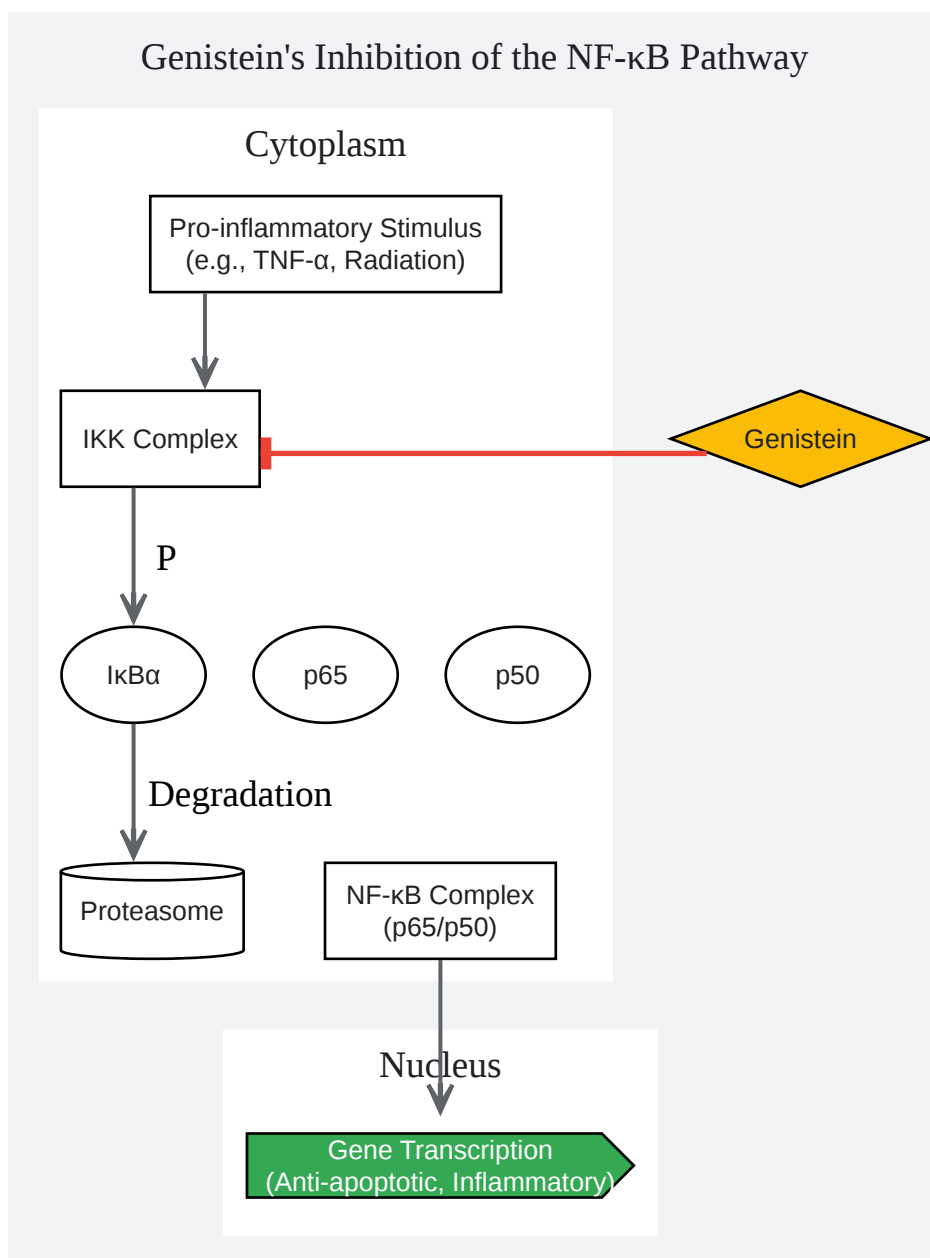 Genistein's Inhibition of the NF-κB Pathway
Cytoplasm
Pro-inflammatory Stimulus
(e.g., TNF-α, Radiation)
IKK Complex
Genistein
P
IκBα
p65
p50
Degradation
Proteasome
NF-κB Complex
(p65/p50)
Nucleus
Gene Transcription
(Anti-apoptotic, Inflammatory)